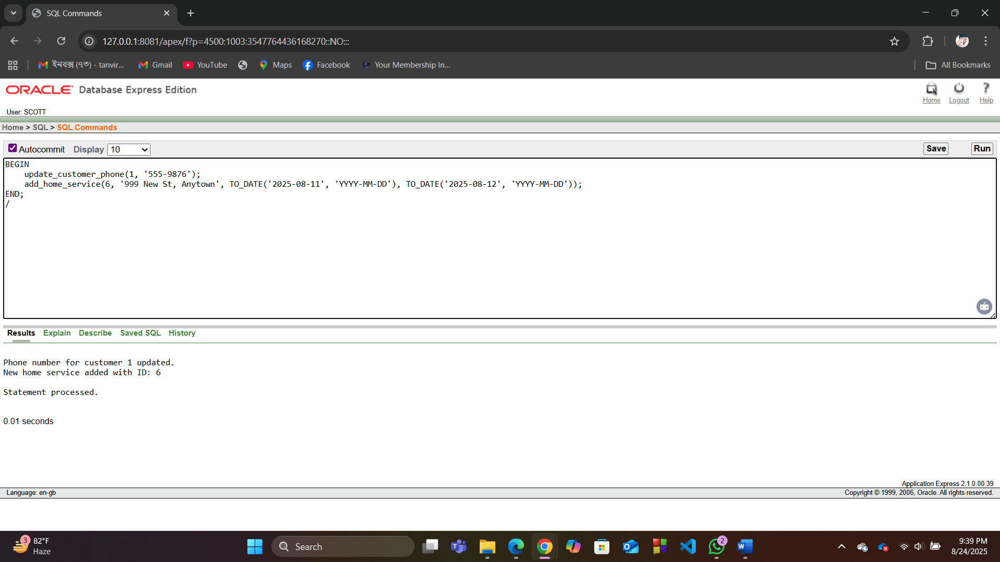 SQL Commands
127.0.0.1:8081/apex/f?p=4500:1003:3547764436168270::NO:::
ইনবক্স (৭৩) - tanvir...
Gmail
YouTube
Maps
Facebook
Your Membership In...
All Bookmarks
ORACLE Database Express Edition
Home
Logout
? Help
User: SCOTT
Home > SQL > SQL Commands
Autocommit Display 10
Save
Run
BEGIN
    update_customer_phone(1, '555-9876');
    add_home_service(6, '999 New St, Anytown', TO_DATE('2025-08-11', 'YYYY-MM-DD'), TO_DATE('2025-08-12', 'YYYY-MM-DD'));
END;
/
Results Explain Describe Saved SQL History
Phone number for customer 1 updated.
New home service added with ID: 6
Statement processed.
0.01 seconds
Application Express 2.1.0.00.39
Language: en-gb
Copyright © 1999, 2006, Oracle. All rights reserved.
3
82°F
Haze
Search
2
9:39 PM
8/24/2025